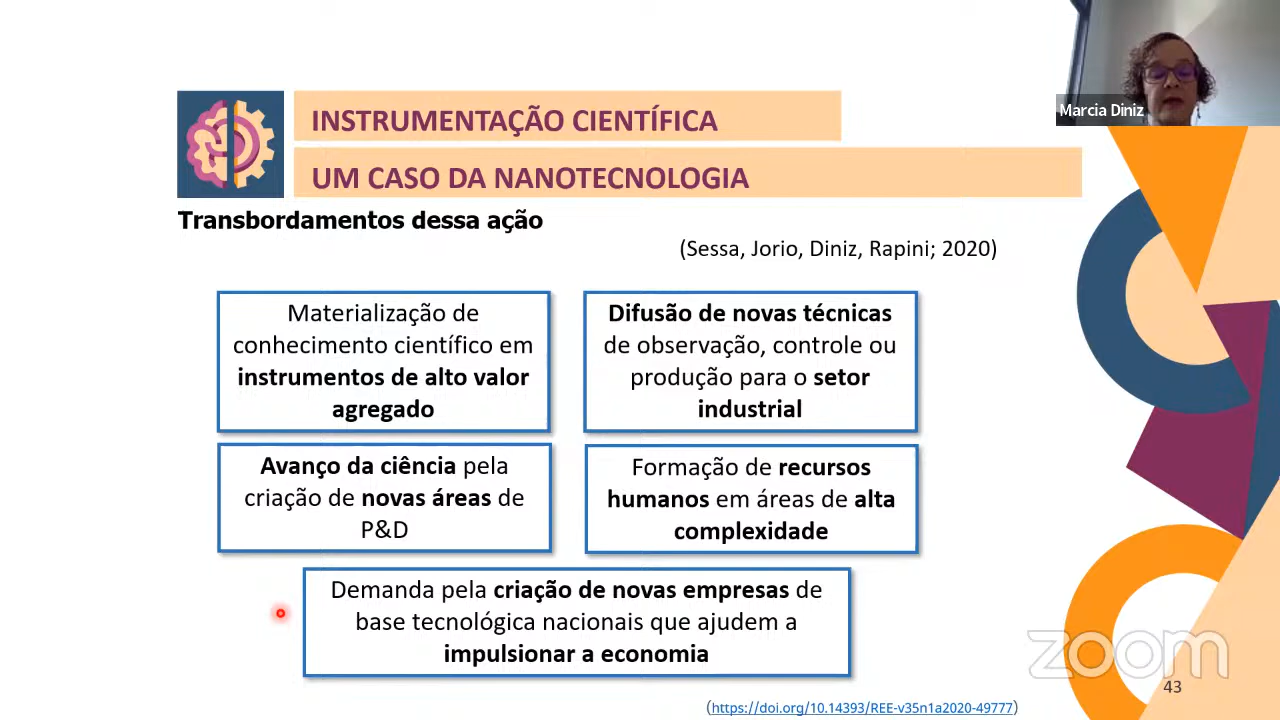 Marcia Diniz
INSTRUMENTAÇÃO CIENTÍFICA
UM CASO DA NANOTECNOLOGIA
Transbordamentos dessa ação
(Sessa, Jorio, Diniz, Rapini; 2020)
Materialização de
conhecimento científico em
instrumentos de alto valor
agregado
Difusão de novas técnicas
de observação, controle ou
produção para o setor
industrial
Avanço da ciência pela
criação de novas áreas de
P&D
Formação de recursos
humanos em áreas de alta
complexidade
Demanda pela criação de novas empresas de
base tecnológica nacionais que ajudem a
impulsionar a economia
zoom
43
(https://doi.org/10.14393/REE-v35n1a2020-49777)